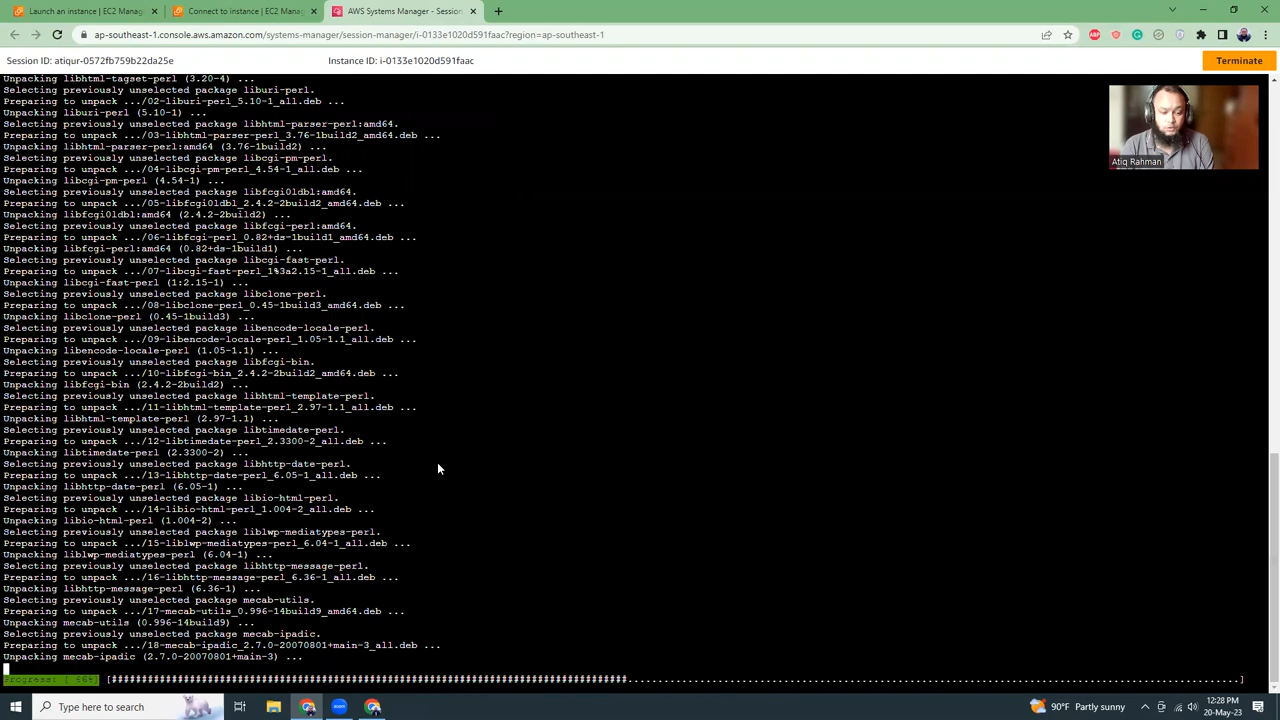 Launch an instance | EC2 Manag
Connect to instance | EC2 Manag
AWS Systems Manager - Session
ap-southeast-1.console.aws.amazon.com/systems-manager/session-manager/i-0133e1020d591faac?region=ap-southeast-1
Session ID: atiqur-0572fb759b22da25e
Instance ID: i-0133e1020d591faac
Terminate
Unpacking libhtml-tagset-perl (3.20-4) ...
Selecting previously unselected package liburi-perl.
Preparing to unpack .../02-liburi-perl_5.10-1_all.deb ...
Unpacking liburi-perl (5.10-1) ...
Selecting previously unselected package libhtml-parser-perl:amd64.
Preparing to unpack .../03-libhtml-parser-perl_3.76-1build2_amd64.deb ...
Unpacking libhtml-parser-perl:amd64 (3.76-1build2) ...
Selecting previously unselected package libcgi-pm-perl.
Preparing to unpack .../04-libcgi-pm-perl_4.54-1_all.deb ...
Unpacking libcgi-pm-perl (4.54-1) ...
Selecting previously unselected package libfcgi0ldbl:amd64.
Preparing to unpack .../05-libfcgi0ldbl_2.4.2-2build2_amd64.deb ...
Unpacking libfcgi0ldbl:amd64 (2.4.2-2build2) ...
Selecting previously unselected package libfcgi-perl:amd64.
Preparing to unpack .../06-libfcgi-perl_0.82+ds-1build1_amd64.deb ...
Unpacking libfcgi-perl:amd64 (0.82+ds-1build1) ...
Selecting previously unselected package libcgi-fast-perl.
Preparing to unpack .../07-libcgi-fast-perl_1%3a2.15-1_all.deb ...
Unpacking libcgi-fast-perl (1:2.15-1) ...
Selecting previously unselected package libclone-perl.
Preparing to unpack .../08-libclone-perl_0.45-1build3_amd64.deb ...
Unpacking libclone-perl (0.45-1build3) ...
Selecting previously unselected package libencode-locale-perl.
Preparing to unpack .../09-libencode-locale-perl_1.05-1.1_all.deb ...
Unpacking libencode-locale-perl (1.05-1.1) ...
Selecting previously unselected package libfcgi-bin.
Preparing to unpack .../10-libfcgi-bin_2.4.2-2build2_amd64.deb ...
Unpacking libfcgi-bin (2.4.2-2build2) ...
Selecting previously unselected package libhtml-template-perl.
Preparing to unpack .../11-libhtml-template-perl_2.97-1.1_all.deb ...
Unpacking libhtml-template-perl (2.97-1.1) ...
Selecting previously unselected package libtimedate-perl.
Preparing to unpack .../12-libtimedate-perl_2.3300-2_all.deb ...
Unpacking libtimedate-perl (2.3300-2) ...
Selecting previously unselected package libhttp-date-perl.
Preparing to unpack .../13-libhttp-date-perl_6.05-1_all.deb ...
Unpacking libhttp-date-perl (6.05-1) ...
Selecting previously unselected package libio-html-perl.
Preparing to unpack .../14-libio-html-perl_1.004-2_all.deb ...
Unpacking libio-html-perl (1.004-2) ...
Selecting previously unselected package liblwp-mediatypes-perl.
Preparing to unpack .../15-liblwp-mediatypes-perl_6.04-1_all.deb ...
Unpacking liblwp-mediatypes-perl (6.04-1) ...
Selecting previously unselected package libhttp-message-perl.
Preparing to unpack .../16-libhttp-message-perl_6.36-1_all.deb ...
Unpacking libhttp-message-perl (6.36-1) ...
Selecting previously unselected package mecab-utils.
Preparing to unpack .../17-mecab-utils_0.996-14build9_amd64.deb ...
Unpacking mecab-utils (0.996-14build9) ...
Selecting previously unselected package mecab-ipadic.
Preparing to unpack .../18-mecab-ipadic_2.7.0-20070801+main-3_all.deb ...
Unpacking mecab-ipadic (2.7.0-20070801+main-3) ...
Progress:
Atiq Rahman
Type here to search
zoom
90°F Partly sunny
12:28 PM
20-May-23